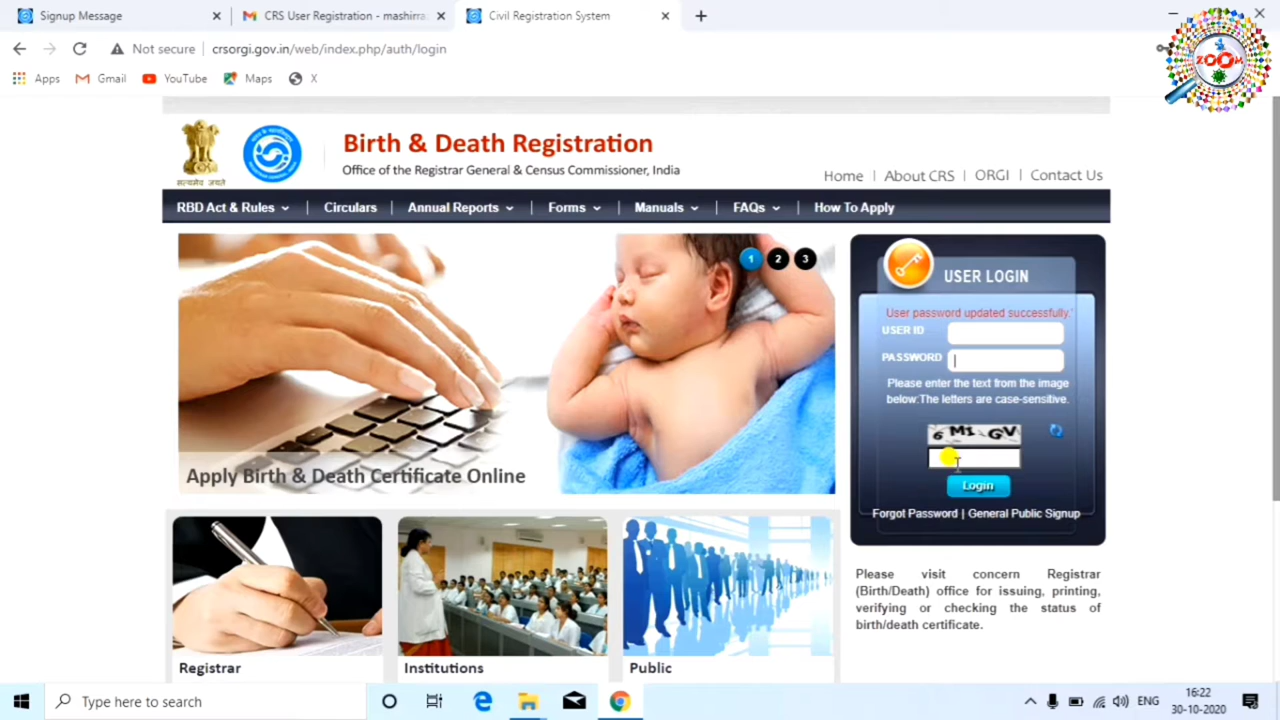 Signup Message
CRS User Registration - mashirra
Civil Registration System
Not secure
crsorgi.gov.in/web/index.php/auth/login
Apps
Gmail
YouTube
Maps
X
ZOOM
Birth & Death Registration
Office of the Registrar General & Census Commissioner, India
सत्यमेव जयते
Home | About CRS | ORGI | Contact Us
RBD Act & Rules | Circulars | Annual Reports | Forms | Manuals | FAQs | How To Apply
1 2 3
Apply Birth & Death Certificate Online
USER LOGIN
User password updated successfully.'
USER ID
PASSWORD
Please enter the text from the image
below:The letters are case-sensitive.
6 MI GV
Login
Forgot Password | General Public Signup
Please visit concern Registrar
(Birth/Death) office for issuing, printing,
verifying or checking the status of
birth/death certificate.
Registrar
Institutions
Public
Type here to search
ENG
16:22
30-10-2020